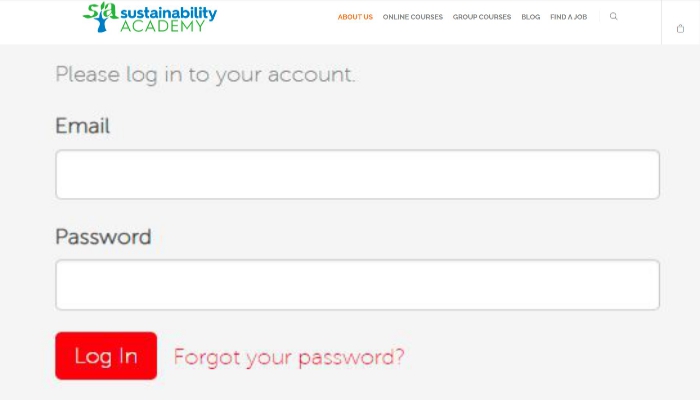 sa sustainability
ACADEMY
ABOUT US ONLINE COURSES GROUP COURSES BLOG FIND A JOB
Please log in to your account.
Email
Password
Log In Forgot your password?